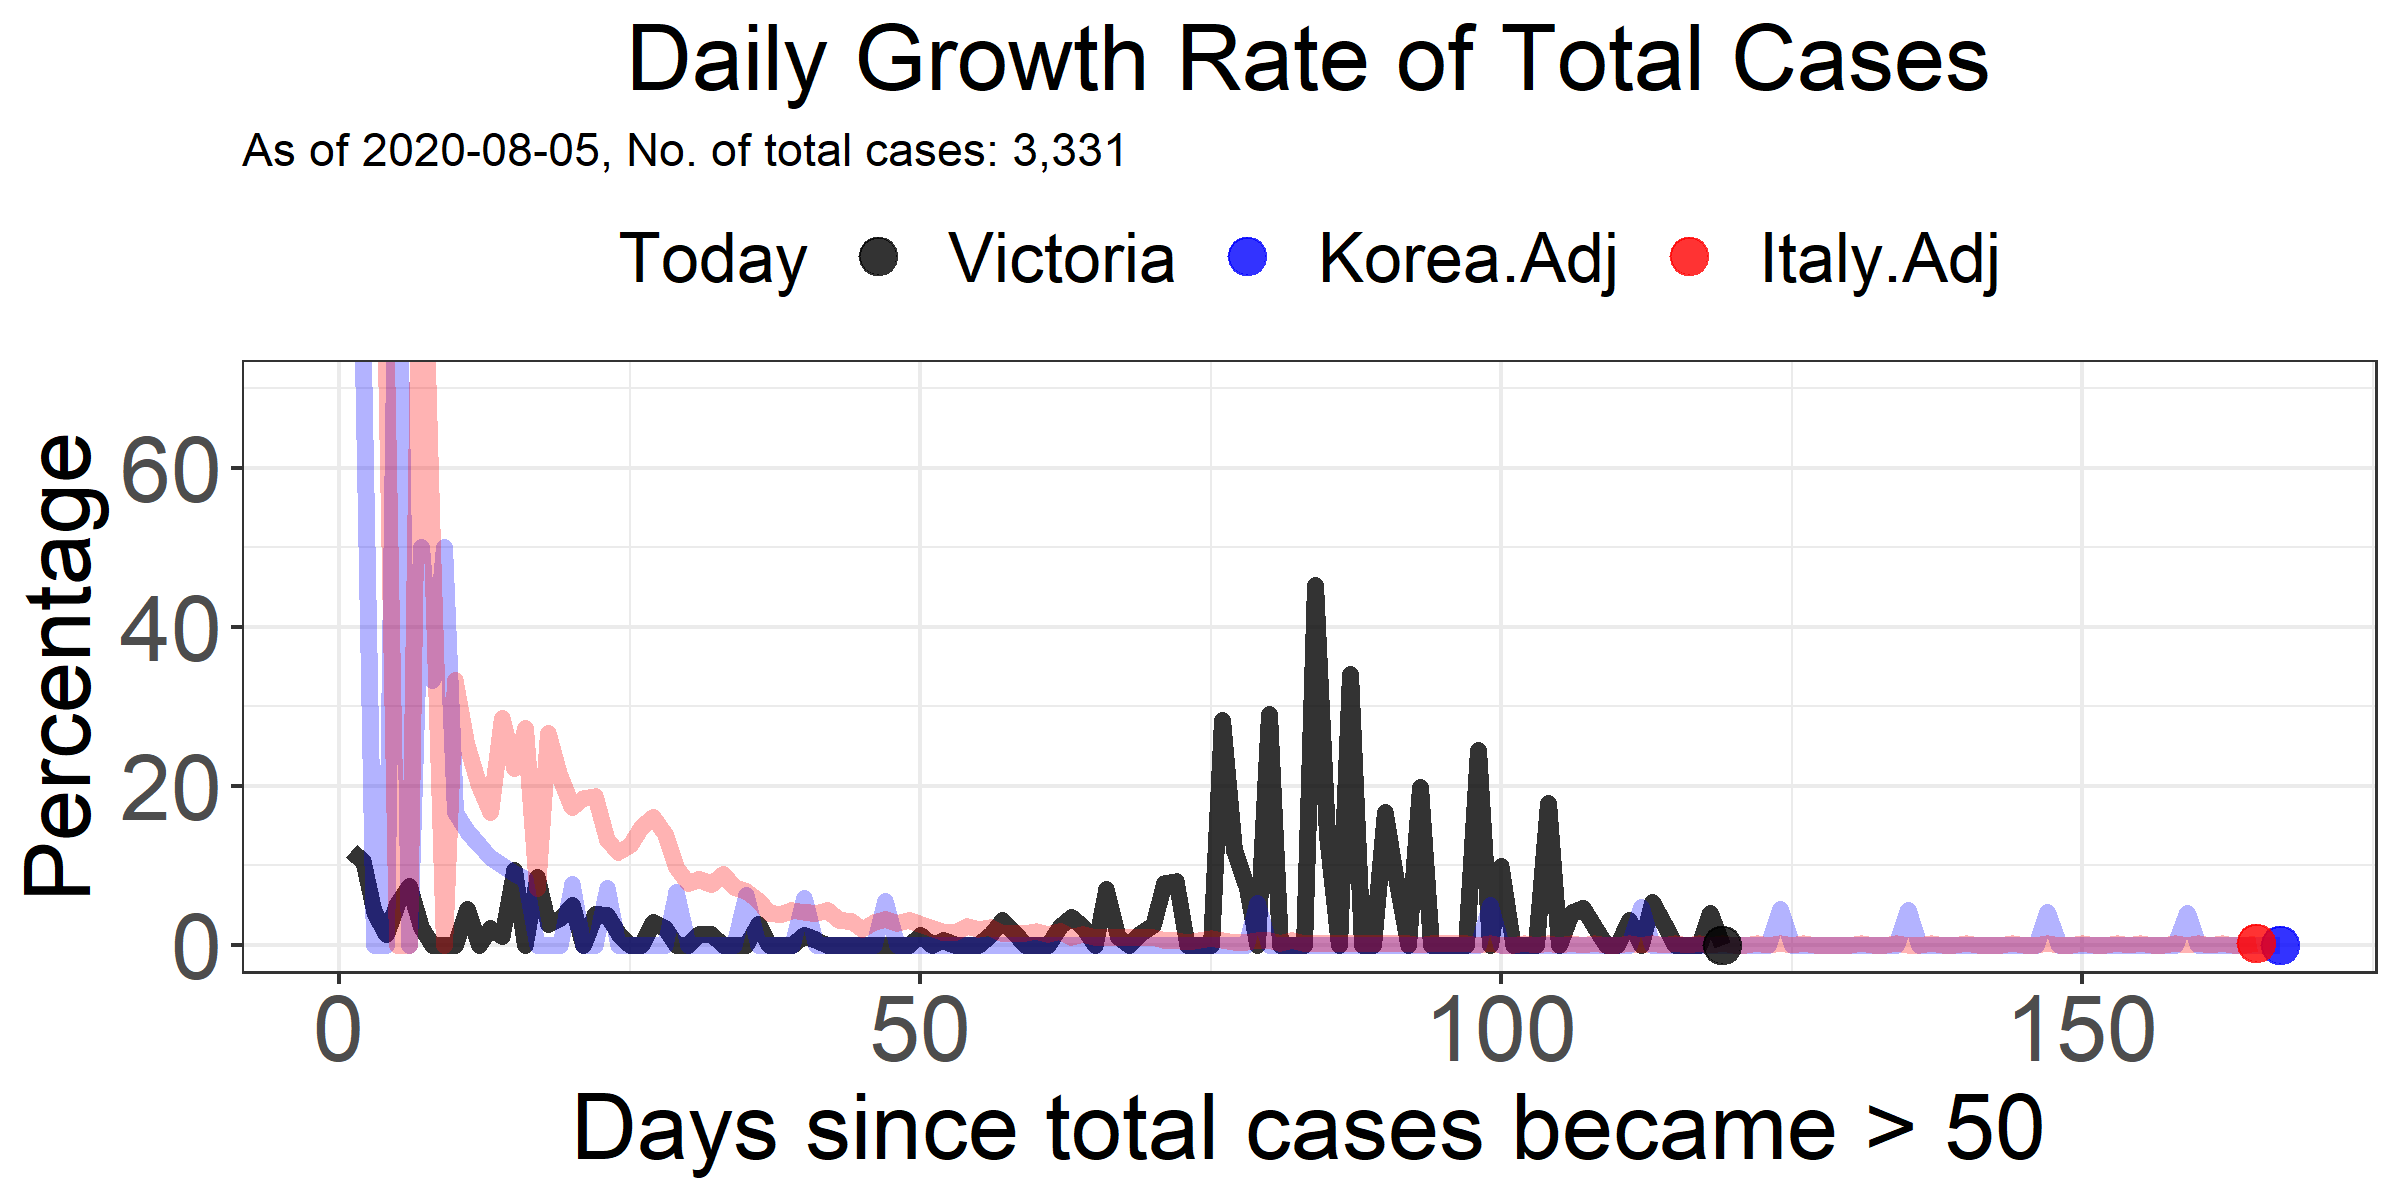 Daily Growth Rate of Total Cases
As of 2020-08-05, No. of total cases: 3,331
Today Victoria Korea.Adj Italy.Adj
Percentage
60
40
20
0
0 50 100 150
Days since total cases became > 50